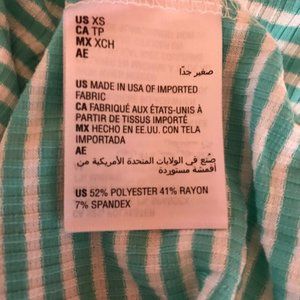 US XS
CA TP
MX XCH
AE
صغير جدًا
US MADE IN USA OF IMPORTED
FABRIC
CA FABRIQUÉ AUX ÉTATS-UNIS À
PARTIR DE TISSUS IMPORTÉ
MX HECHO EN EE.UU. CON TELA
IMPORTADA
AE
صُنع في الولايات المتحدة الأمريكية من
أقمشة مستوردة
US 52% POLYESTER 41% RAYON
7% SPANDEX